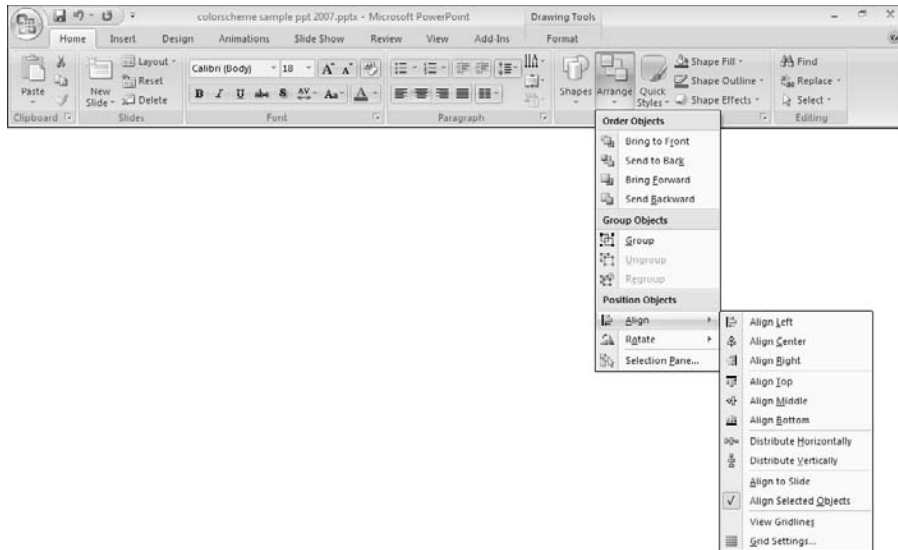 colorscheme sample ppt 2007.pptx - Microsoft PowerPoint
Drawing Tools
Home Insert Design Animations Slide Show Review View Add-Ins Format
Paste
New Slide
Layout
Reset
Delete
Calibri (Body) 18 A A
B I U abc S AV Aa A
Shapes
Arrange
Quick Styles
Shape Fill
Shape Outline
Shape Effects
Find
Replace
Select
Clipboard Slides Font Paragraph Editing
Order Objects
Bring to Front
Send to Back
Bring Forward
Send Backward
Group Objects
Group
Ungroup
Regroup
Position Objects
Align
Rotate
Selection Pane...
Align Left
Align Center
Align Right
Align Top
Align Middle
Align Bottom
Distribute Horizontally
Distribute Vertically
Align to Slide
Align Selected Objects
View Gridlines
Grid Settings...